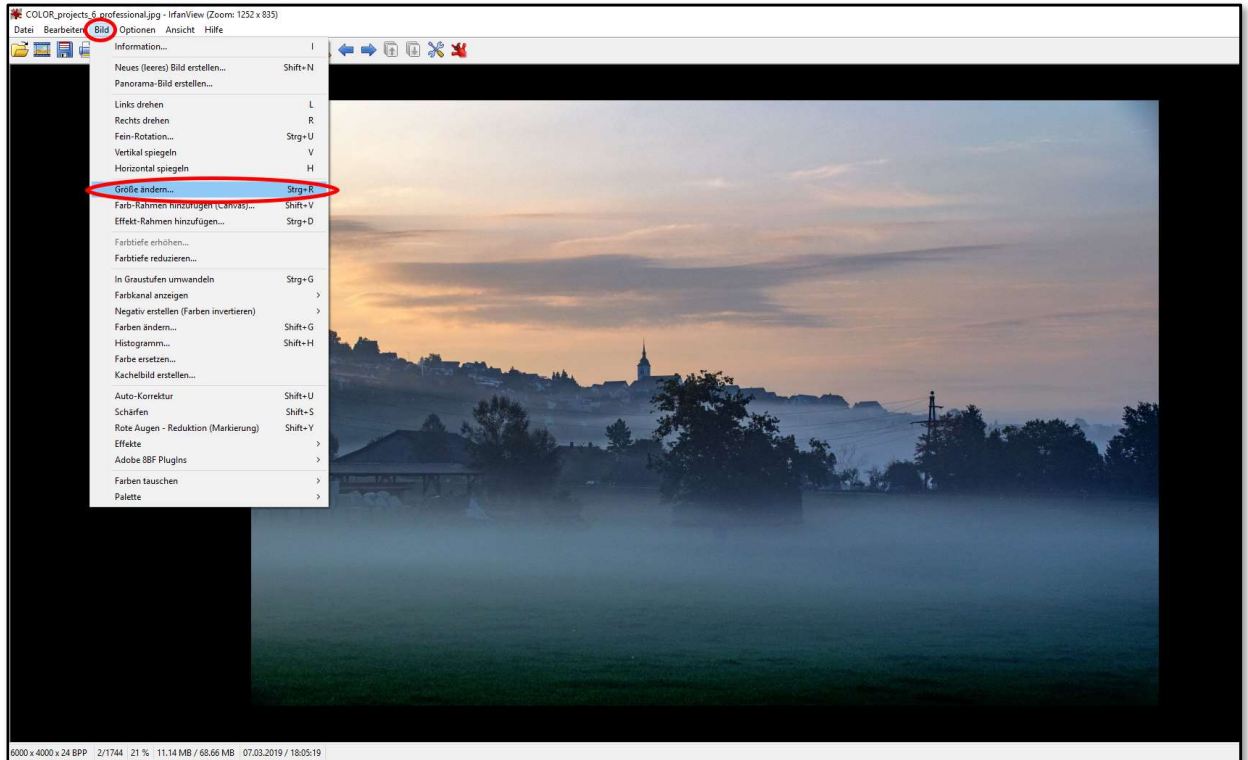 COLOR_projects_6_professional.jpg - IrfanView (Zoom: 1252 x 835)
Datei Bearbeiten Bild Optionen Ansicht Hilfe
Information... I
Neues (leeres) Bild erstellen... Shift+N
Panorama-Bild erstellen...
Links drehen L
Rechts drehen R
Fein-Rotation... Strg+U
Vertikal spiegeln V
Horizontal spiegeln H
Größe ändern... Strg+R
Farb-Rahmen hinzufügen (Canvas)... Shift+V
Effekt-Rahmen hinzufügen... Strg+D
Farbtiefe erhöhen...
Farbtiefe reduzieren...
In Graustufen umwandeln Strg+G
Farbkanal anzeigen >
Negativ erstellen (Farben invertieren) >
Farben ändern... Shift+G
Histogramm... Shift+H
Farbe ersetzen...
Kachelbild erstellen...
Auto-Korrektur Shift+U
Schärfen Shift+S
Rote Augen - Reduktion (Markierung) Shift+Y
Effekte >
Adobe 8BF PlugIns >
Farben tauschen >
Palette >
6000 x 4000 x 24 BPP 2/1744 21 % 11.14 MB / 68.66 MB 07.03.2019 / 18:05:19